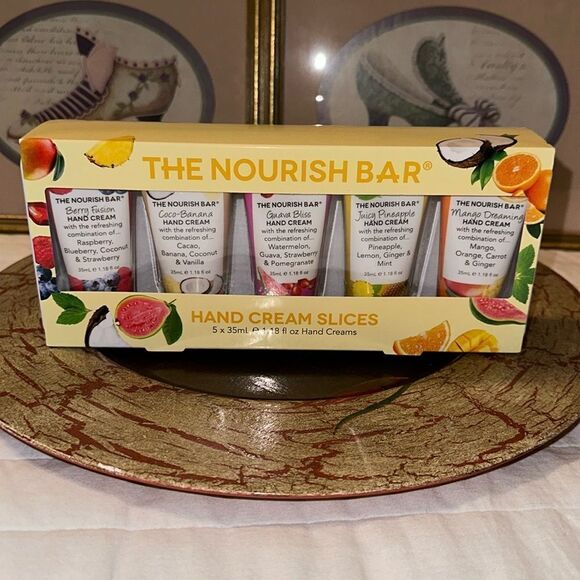 THE NOURISH BAR®
THE NOURISH BAR®
Berry Fusion
HAND CREAM
with the refreshing
combination of...
Raspberry,
Blueberry, Coconut
& Strawberry
35mL ℮ 1.18 fl oz
THE NOURISH BAR®
Coco-Banana
HAND CREAM
with the refreshing
combination of...
Cacao,
Banana, Coconut
& Vanilla
35mL ℮ 1.18 fl oz
THE NOURISH BAR®
Guava Bliss
HAND CREAM
with the refreshing
combination of...
Watermelon,
Guava, Strawberry
& Pomegranate
35mL ℮ 1.18 fl oz
THE NOURISH BAR®
Juicy Pineapple
HAND CREAM
with the refreshing
combination of...
Pineapple,
Lemon, Ginger &
Mint
35mL ℮ 1.18 fl oz
THE NOURISH BAR®
Mango Dreaming
HAND CREAM
with the refreshing
combination of...
Mango,
Orange, Carrot
& Ginger
35mL ℮ 1.18 fl oz
HAND CREAM SLICES
5 x 35mL ℮ 1.18 fl oz Hand Creams